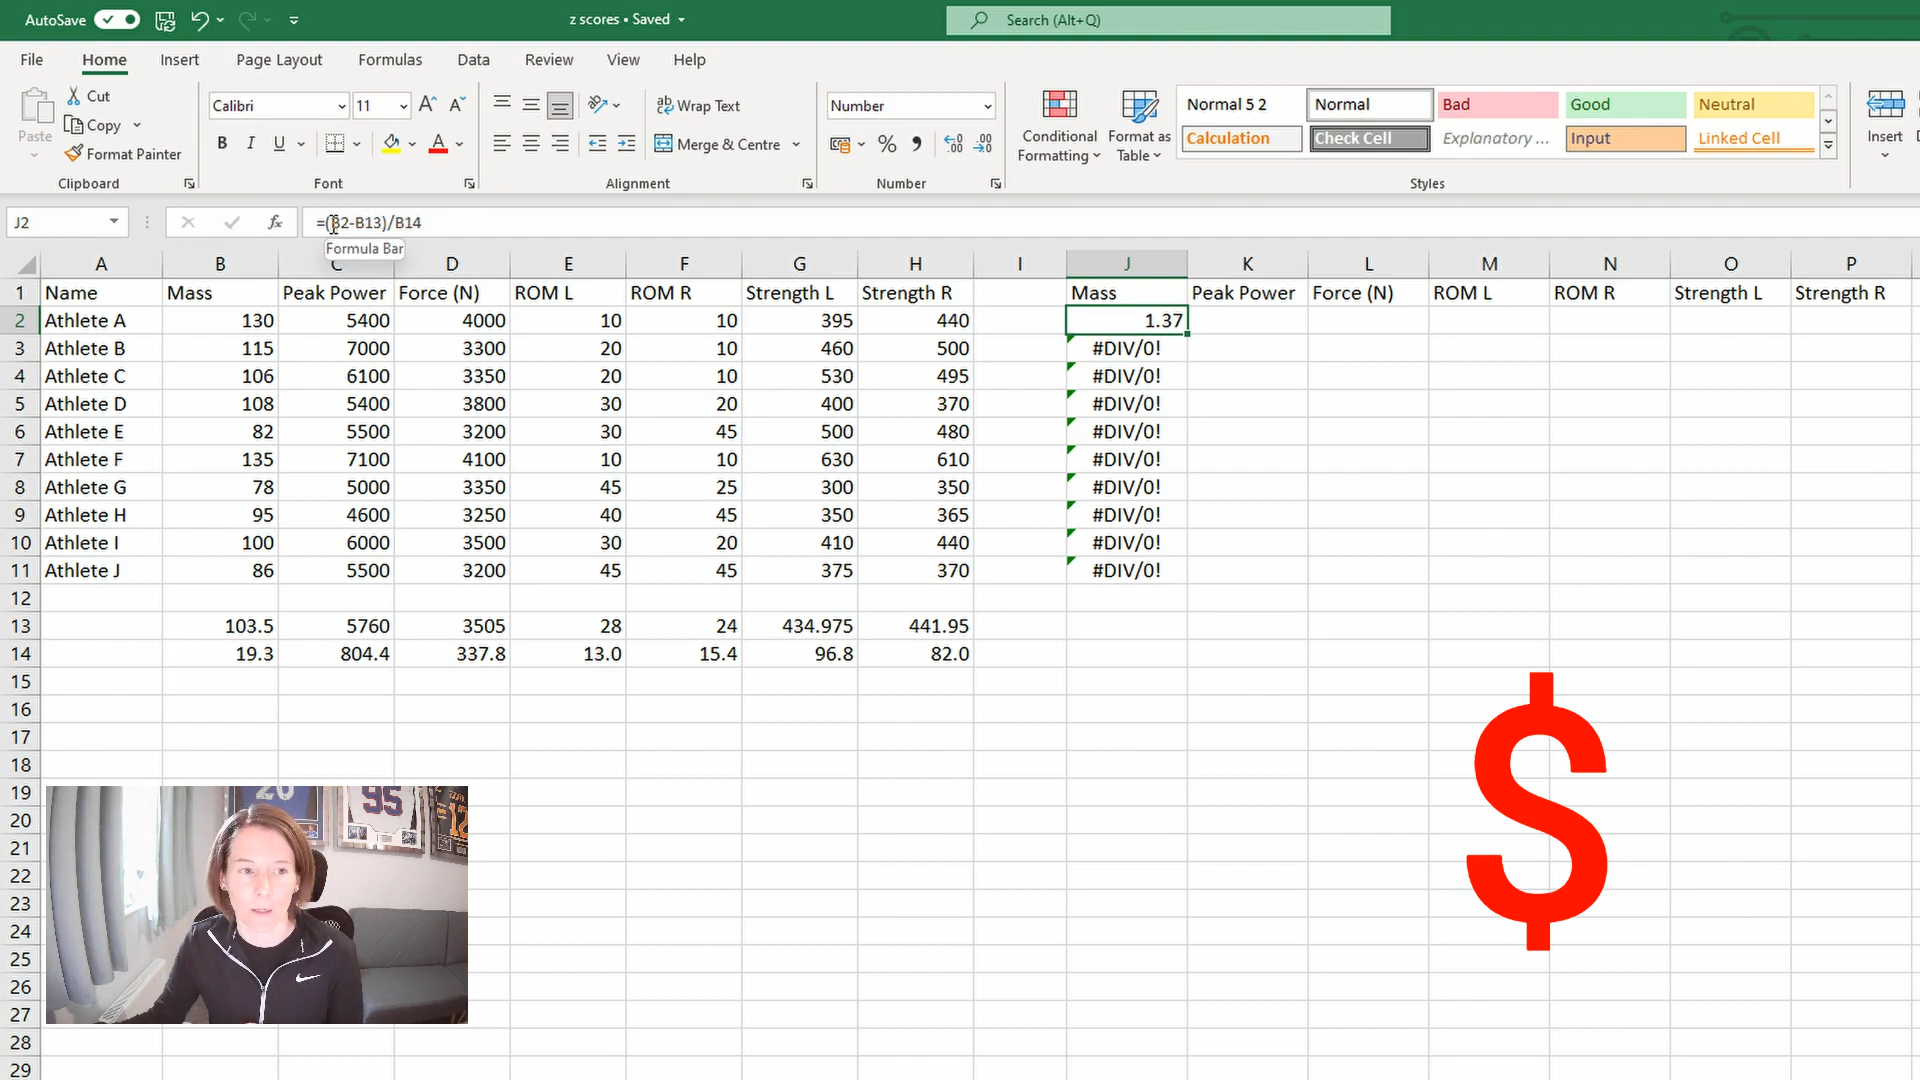 AutoSave
z scores • Saved
Search (Alt+Q)
File Home Insert Page Layout Formulas Data Review View Help
Paste
Cut
Copy
Format Painter
Clipboard
Calibri 11
B I U
Font
Wrap Text
Merge & Centre
Alignment
Number
Number
Conditional Formatting
Format as Table
Normal 5 2 Normal Bad Good Neutral
Calculation Check Cell Explanatory ... Input Linked Cell
Styles
Insert
J2 fx =(B2-B13)/B14
Formula Bar
A B C D E F G H I J K L M N O P
1 Name Mass Peak Power Force (N) ROM L ROM R Strength L Strength R Mass Peak Power Force (N) ROM L ROM R Strength L Strength R
2 Athlete A 130 5400 4000 10 10 395 440 1.37
3 Athlete B 115 7000 3300 20 10 460 500 #DIV/0!
4 Athlete C 106 6100 3350 20 10 530 495 #DIV/0!
5 Athlete D 108 5400 3800 30 20 400 370 #DIV/0!
6 Athlete E 82 5500 3200 30 45 500 480 #DIV/0!
7 Athlete F 135 7100 4100 10 10 630 610 #DIV/0!
8 Athlete G 78 5000 3350 45 25 300 350 #DIV/0!
9 Athlete H 95 4600 3250 40 45 350 365 #DIV/0!
10 Athlete I 100 6000 3500 30 20 410 440 #DIV/0!
11 Athlete J 86 5500 3200 45 45 375 370 #DIV/0!
12
13 103.5 5760 3505 28 24 434.975 441.95
14 19.3 804.4 337.8 13.0 15.4 96.8 82.0
15
16
17
18
19
20
21
22
23
24
25
26
27
28
29
$
20
95
12